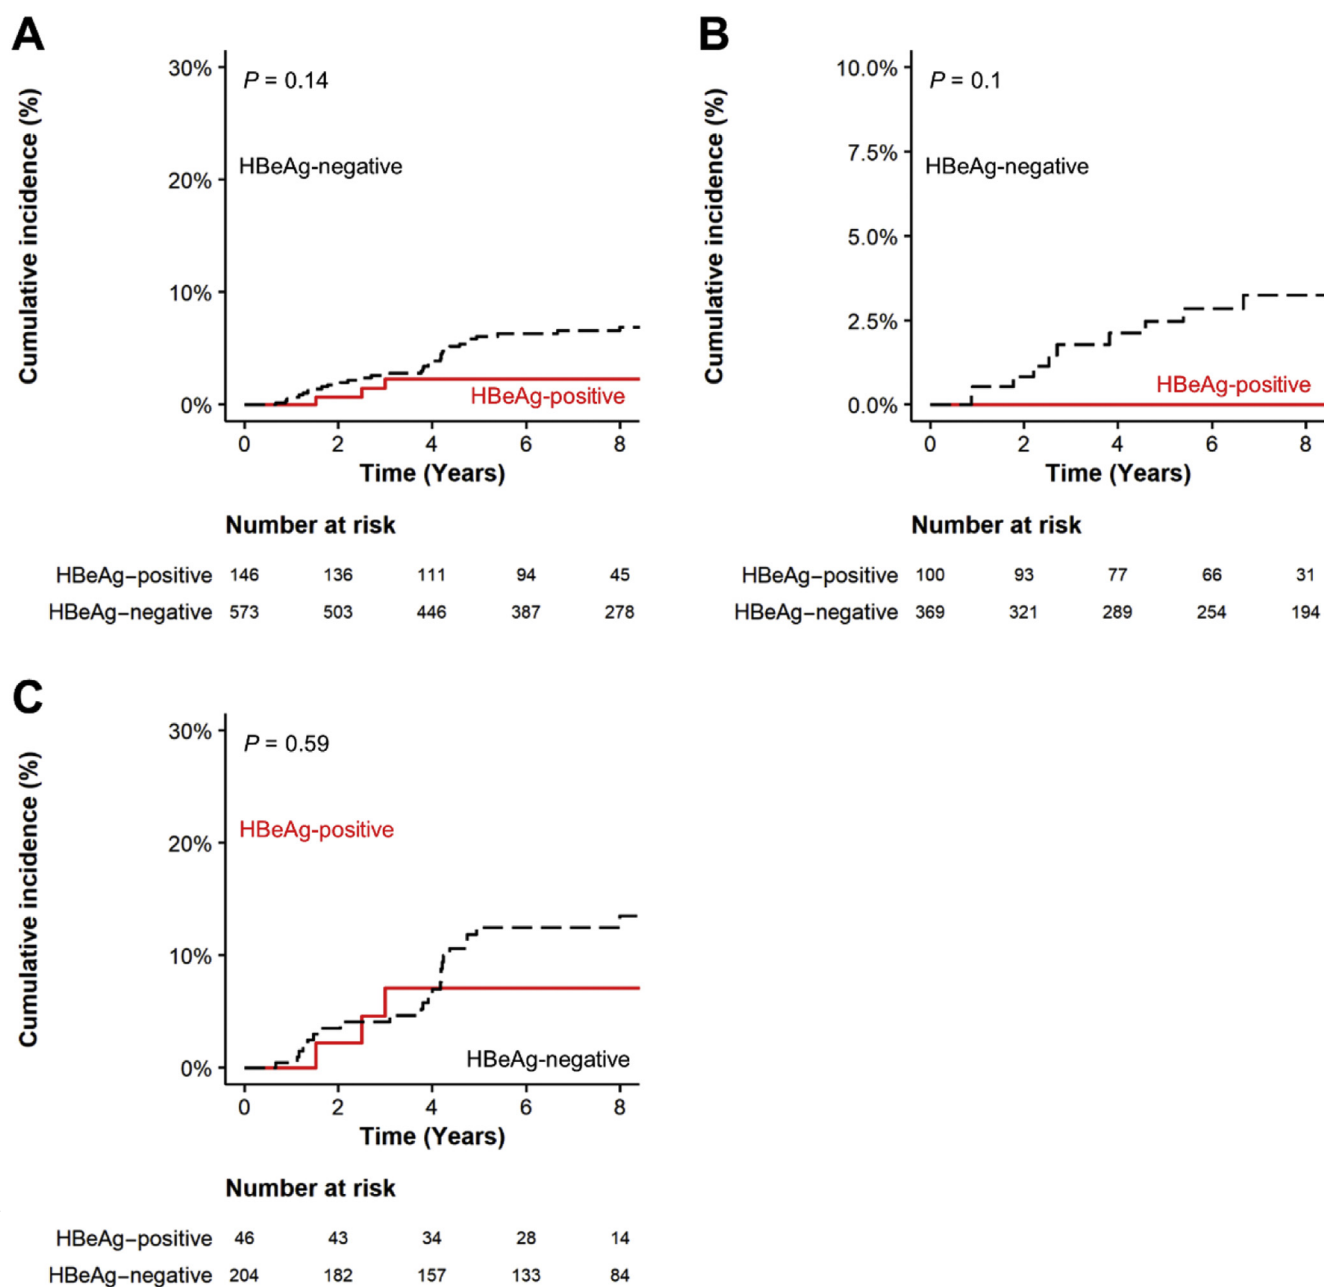 A
Cumulative incidence (%)
30%
20%
10%
0%
P = 0.14
HBeAg-negative
HBeAg-positive
0 2 4 6 8
Time (Years)
Number at risk
HBeAg−positive 146 136 111 94 45
HBeAg−negative 573 503 446 387 278
B
Cumulative incidence (%)
10.0%
7.5%
5.0%
2.5%
0.0%
P = 0.1
HBeAg-negative
HBeAg-positive
0 2 4 6 8
Time (Years)
Number at risk
HBeAg−positive 100 93 77 66 31
HBeAg−negative 369 321 289 254 194
C
Cumulative incidence (%)
30%
20%
10%
0%
P = 0.59
HBeAg-positive
HBeAg-negative
0 2 4 6 8
Time (Years)
Number at risk
HBeAg−positive 46 43 34 28 14
HBeAg−negative 204 182 157 133 84